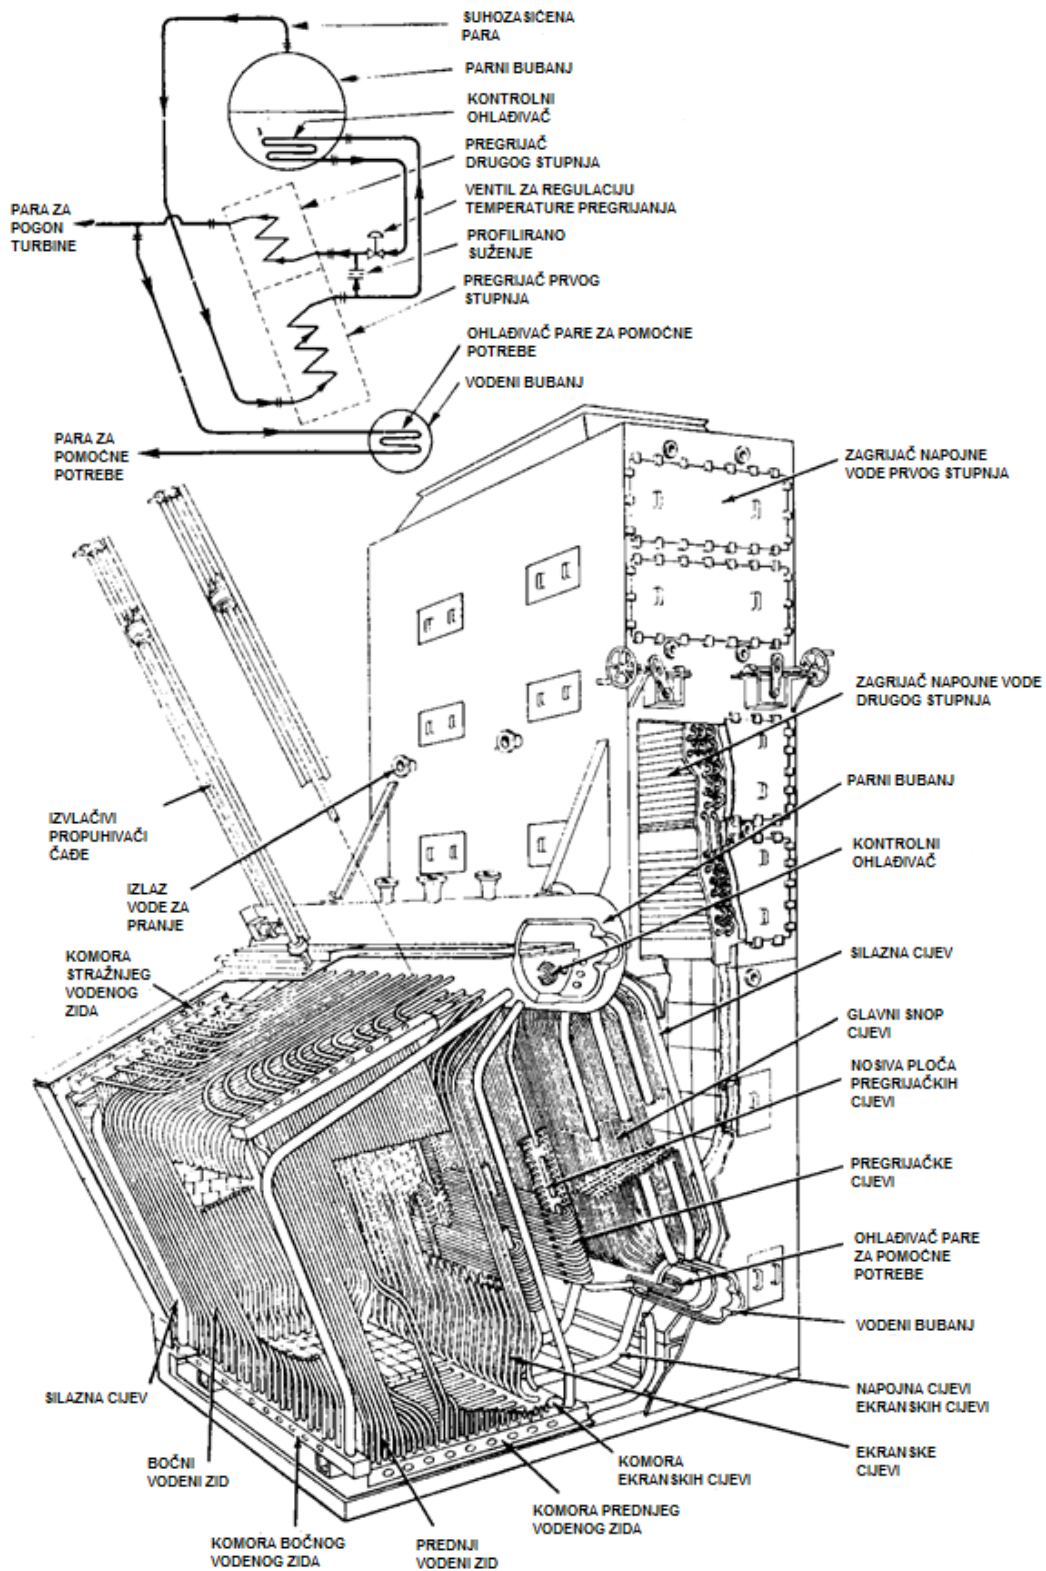 SUHOZASIĆENA
PARA
PARNI BUBANJ
KONTROLNI
OHLAĐIVAČ
PREGRIJAČ
DRUGOG STUPNJA
VENTIL ZA REGULACIJU
TEMPERATURE PREGRIJANJA
PROFILIRANO
SUŽENJE
PREGRIJAČ PRVOG
STUPNJA
PARA ZA
POGON
TURBINE
OHLAĐIVAČ PARE ZA POMOĆNE
POTREBE
VODENI BUBANJ
PARA ZA
POMOĆNE
POTREBE
ZAGRIJAČ NAPOJNE
VODE PRVOG STUPNJA
ZAGRIJAČ NAPOJNE VODE
DRUGOG STUPNJA
PARNI BUBANJ
KONTROLNI
OHLAĐIVAČ
IZVLAČIVI
PROPUHIVAČI
ČAĐE
IZLAZ
VODE ZA
PRANJE
KOMORA
STRAŽNJEG
VODENOG
ZIDA
SILAZNA CIJEV
GLAVNI SNOP
CIJEVI
NOSIVA PLOČA
PREGRIJAČKIH
CIJEVI
PREGRIJAČKE
CIJEVI
OHLAĐIVAČ PARE
ZA POMOĆNE
POTREBE
VODENI BUBANJ
NAPOJNA CIJEVI
EKRANSKIH CIJEVI
EKRANSKE
CIJEVI
SILAZNA CIJEV
BOČNI
VODENI ZID
KOMORA
EKRANSKIH CIJEVI
KOMORA PREDNJEG
VODENOG ZIDA
KOMORA BOČNOG
VODENOG ZIDA
PREDNJI
VODENI ZID